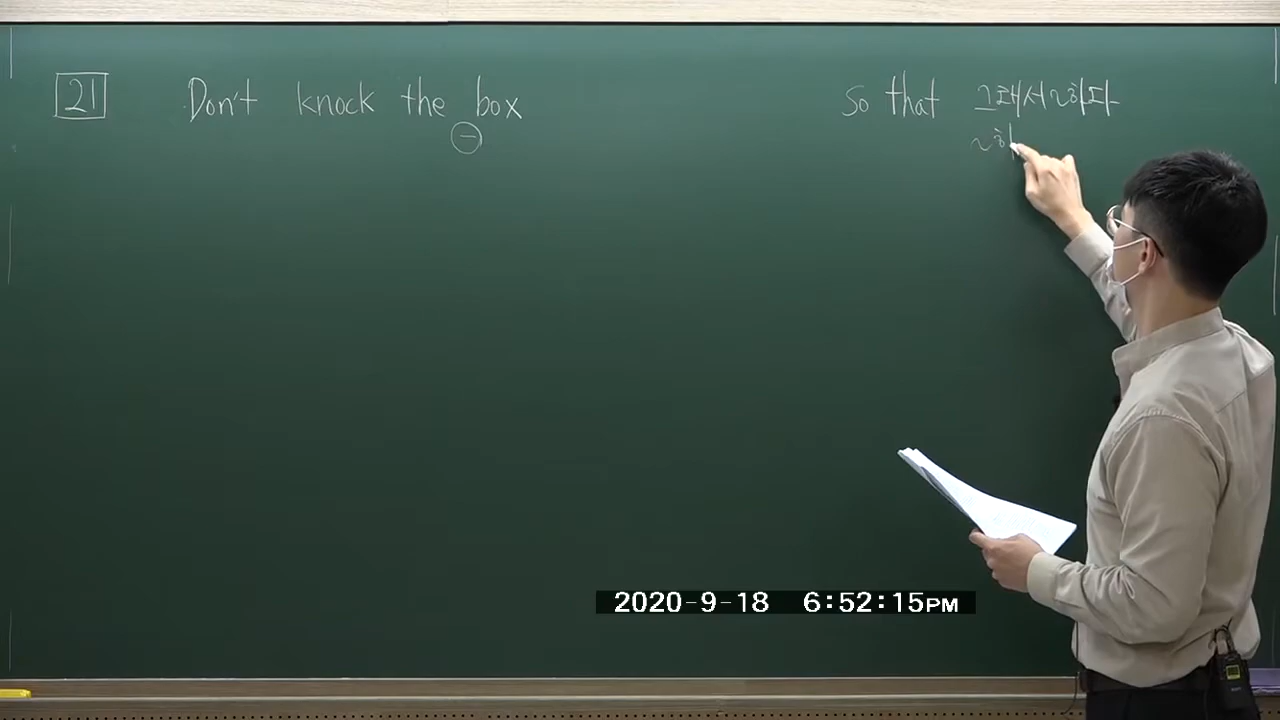 21 Don't knock the box
⊖
so that 그래서 ~하다
~하
2020-9-18 6:52:15PM